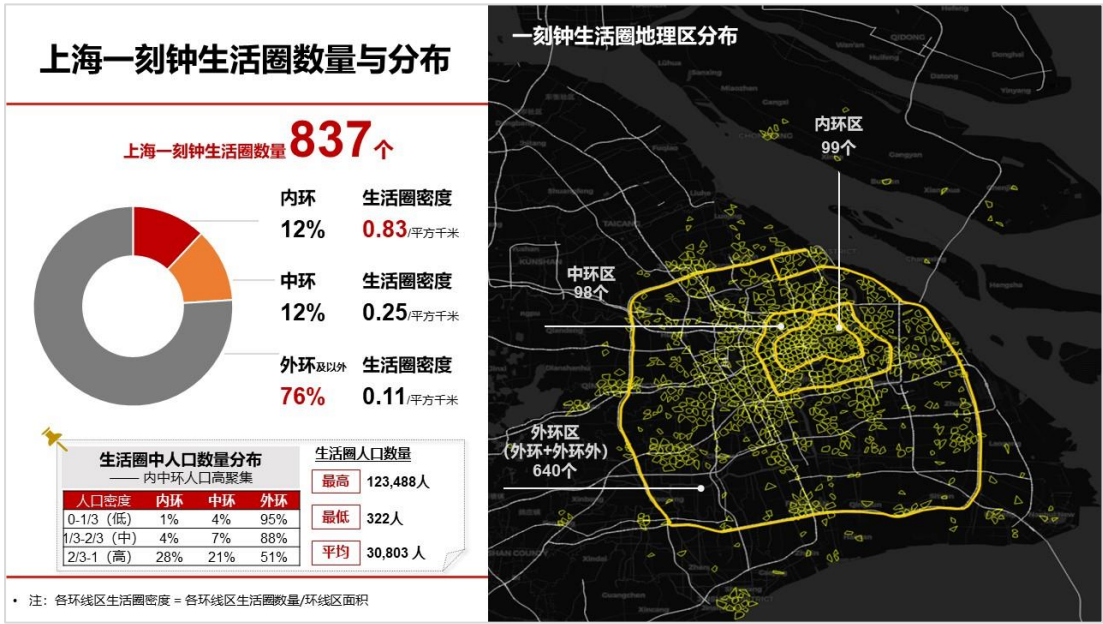 上海一刻钟生活圈数量与分布
上海一刻钟生活圈数量837个
内环 生活圈密度
12% 0.83/平方千米
中环 生活圈密度
12% 0.25/平方千米
外环及以外 生活圈密度
76% 0.11/平方千米
生活圈中人口数量分布
—— 内中环人口高聚集
人口密度 内环 中环 外环
0-1/3（低） 1% 4% 95%
1/3-2/3（中） 4% 7% 88%
2/3-1（高） 28% 21% 51%
生活圈人口数量
最高 123,488人
最低 322人
平均 30,803 人
• 注：各环线区生活圈密度 = 各环线区生活圈数量/环线区面积
一刻钟生活圈地理区分布
内环区
99个
中环区
98个
外环区
（外环+外环外）
640个
QIDONG
TAICANG
KUNSHAN